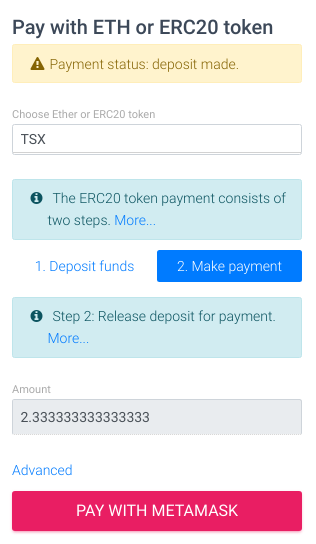 Pay with ETH or ERC20 token
Payment status: deposit made.
Choose Ether or ERC20 token
TSX
The ERC20 token payment consists of
two steps. More...
1. Deposit funds
2. Make payment
Step 2: Release deposit for payment.
More...
Amount
2.333333333333333
Advanced
PAY WITH METAMASK